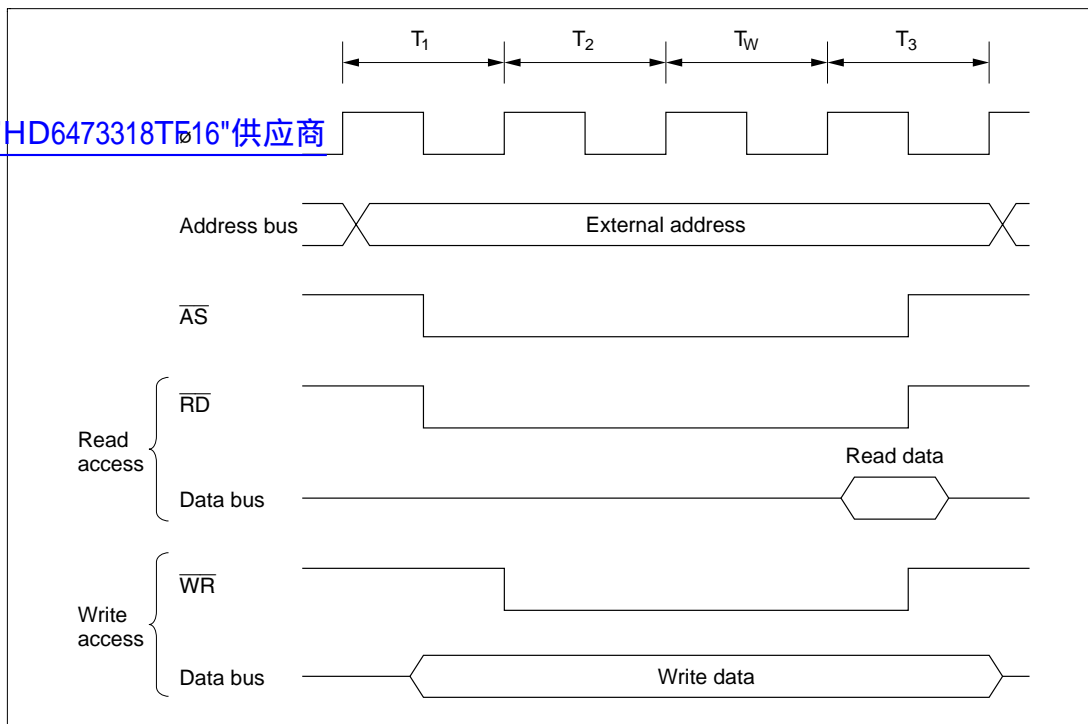 T1 T2 TW T3
HD6473318TF16"供应商
ø
Address bus External address
AS
RD
Read access
Read data
Data bus
WR
Write access
Data bus Write data